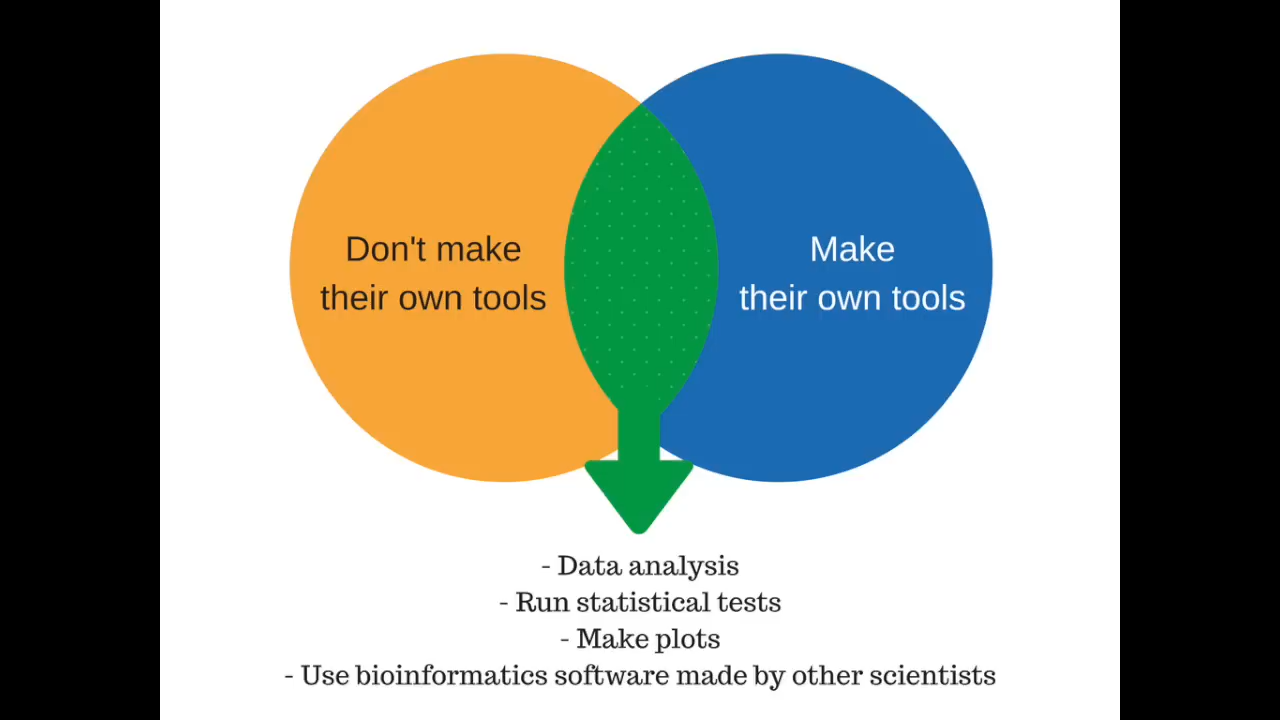 Don't make
their own tools
Make
their own tools
- Data analysis
- Run statistical tests
- Make plots
- Use bioinformatics software made by other scientists